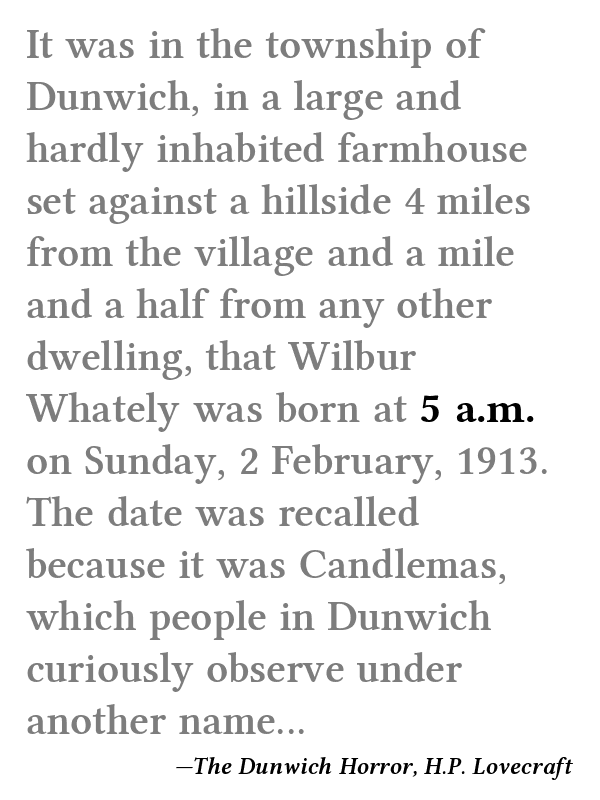 It was in the township of
Dunwich, in a large and
hardly inhabited farmhouse
set against a hillside 4 miles
from the village and a mile
and a half from any other
dwelling, that Wilbur
Whately was born at 5 a.m.
on Sunday, 2 February, 1913.
The date was recalled
because it was Candlemas,
which people in Dunwich
curiously observe under
another name...
—The Dunwich Horror, H.P. Lovecraft